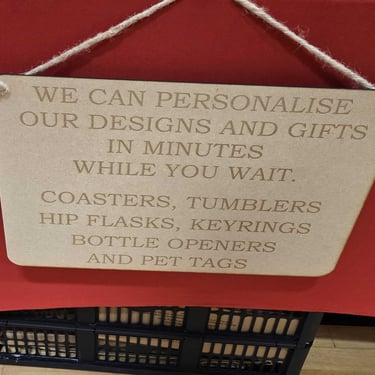 WE CAN PERSONALISE
OUR DESIGNS AND GIFTS
IN MINUTES
WHILE YOU WAIT.
COASTERS, TUMBLERS
HIP FLASKS, KEYRINGS
BOTTLE OPENERS
AND PET TAGS